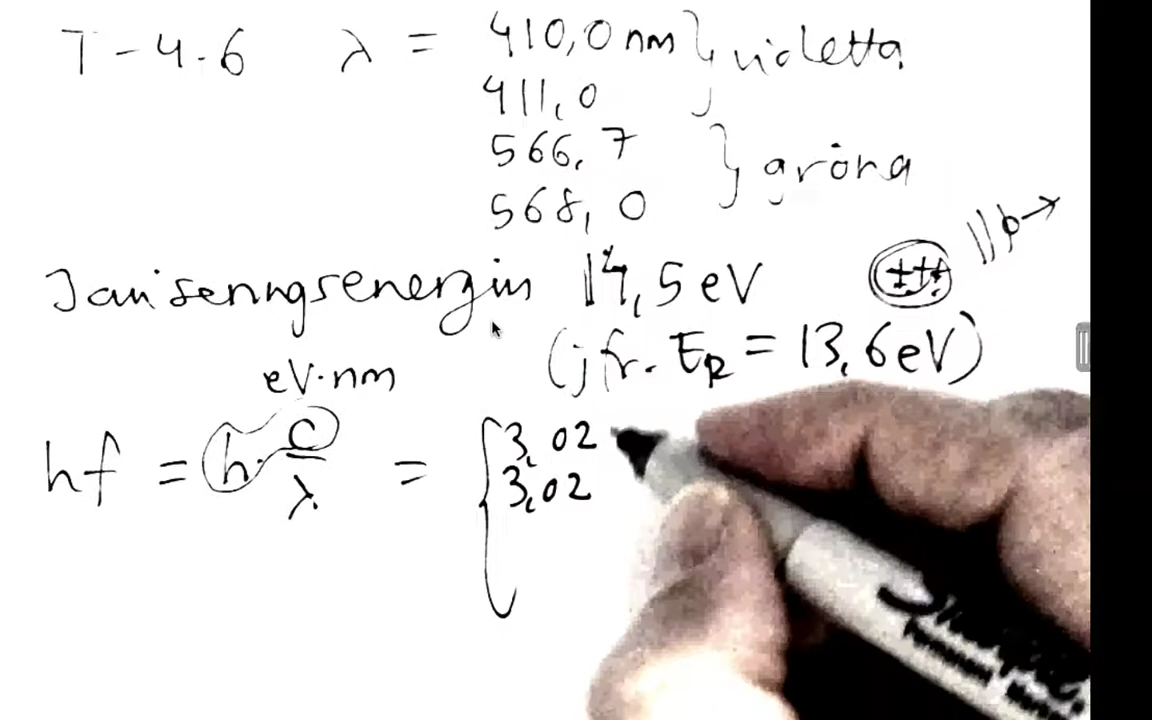 T-4.6 λ = 410,0 nm } violetta
411,0
566,7 } gröna
568,0
Joniseringsenergin 14,5 eV
(jfr. E_R = 13,6 eV)
eV·nm
hf = h · c/λ = { 3,02
3,02
Sharpie